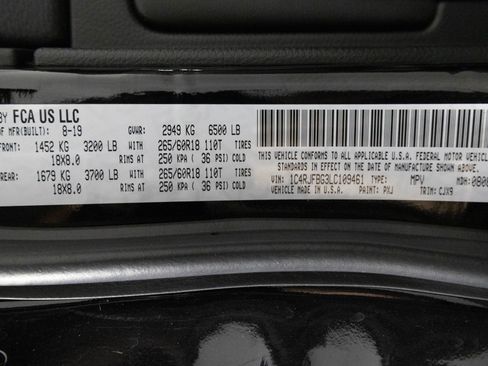 BY FCA US LLC
OF MFR(BUILT): 8-19 GVWR: 2949 KG 6500 LB
FRONT: 1452 KG 3200 LB WITH 265/60R18 110T TIRES
18X8.0 RIMS AT 250 KPA ( 36 PSI) COLD
REAR: 1679 KG 3700 LB WITH 265/60R18 110T TIRES
18X8.0 RIMS AT 250 KPA ( 36 PSI) COLD
THIS VEHICLE CONFORMS TO ALL APPLICABLE U.S.A. FEDERAL MOTOR VEHICLE
STANDARDS IN EFFECT ON THE DATE OF MANUFACTURE SHOWN ABOVE
VIN: 1C4RJFBG3LC109461 TYPE: MPV MDH: 0806
VEHICLE MADE IN U.S.A. PAINT: PXJ TRIM: CJX9